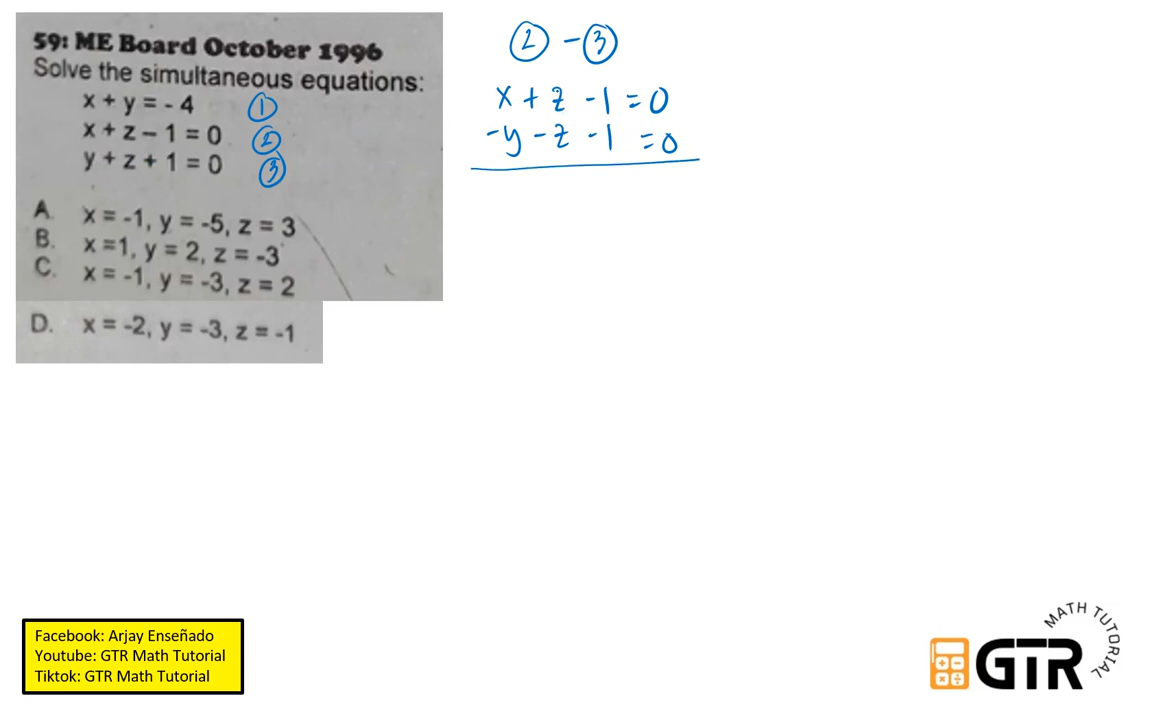 59: ME Board October 1996
Solve the simultaneous equations:
x + y = - 4 ①
x + z – 1 = 0 ②
y + z + 1 = 0 ③
A. x = -1, y = -5, z = 3
B. x =1, y = 2, z = -3
C. x = -1, y = -3, z = 2
D. x = -2, y = -3, z = -1
② - ③
x + z - 1 = 0
-y - z - 1 = 0
Facebook: Arjay Enseñado
Youtube: GTR Math Tutorial
Tiktok: GTR Math Tutorial
MATH TUTORIAL
GTR